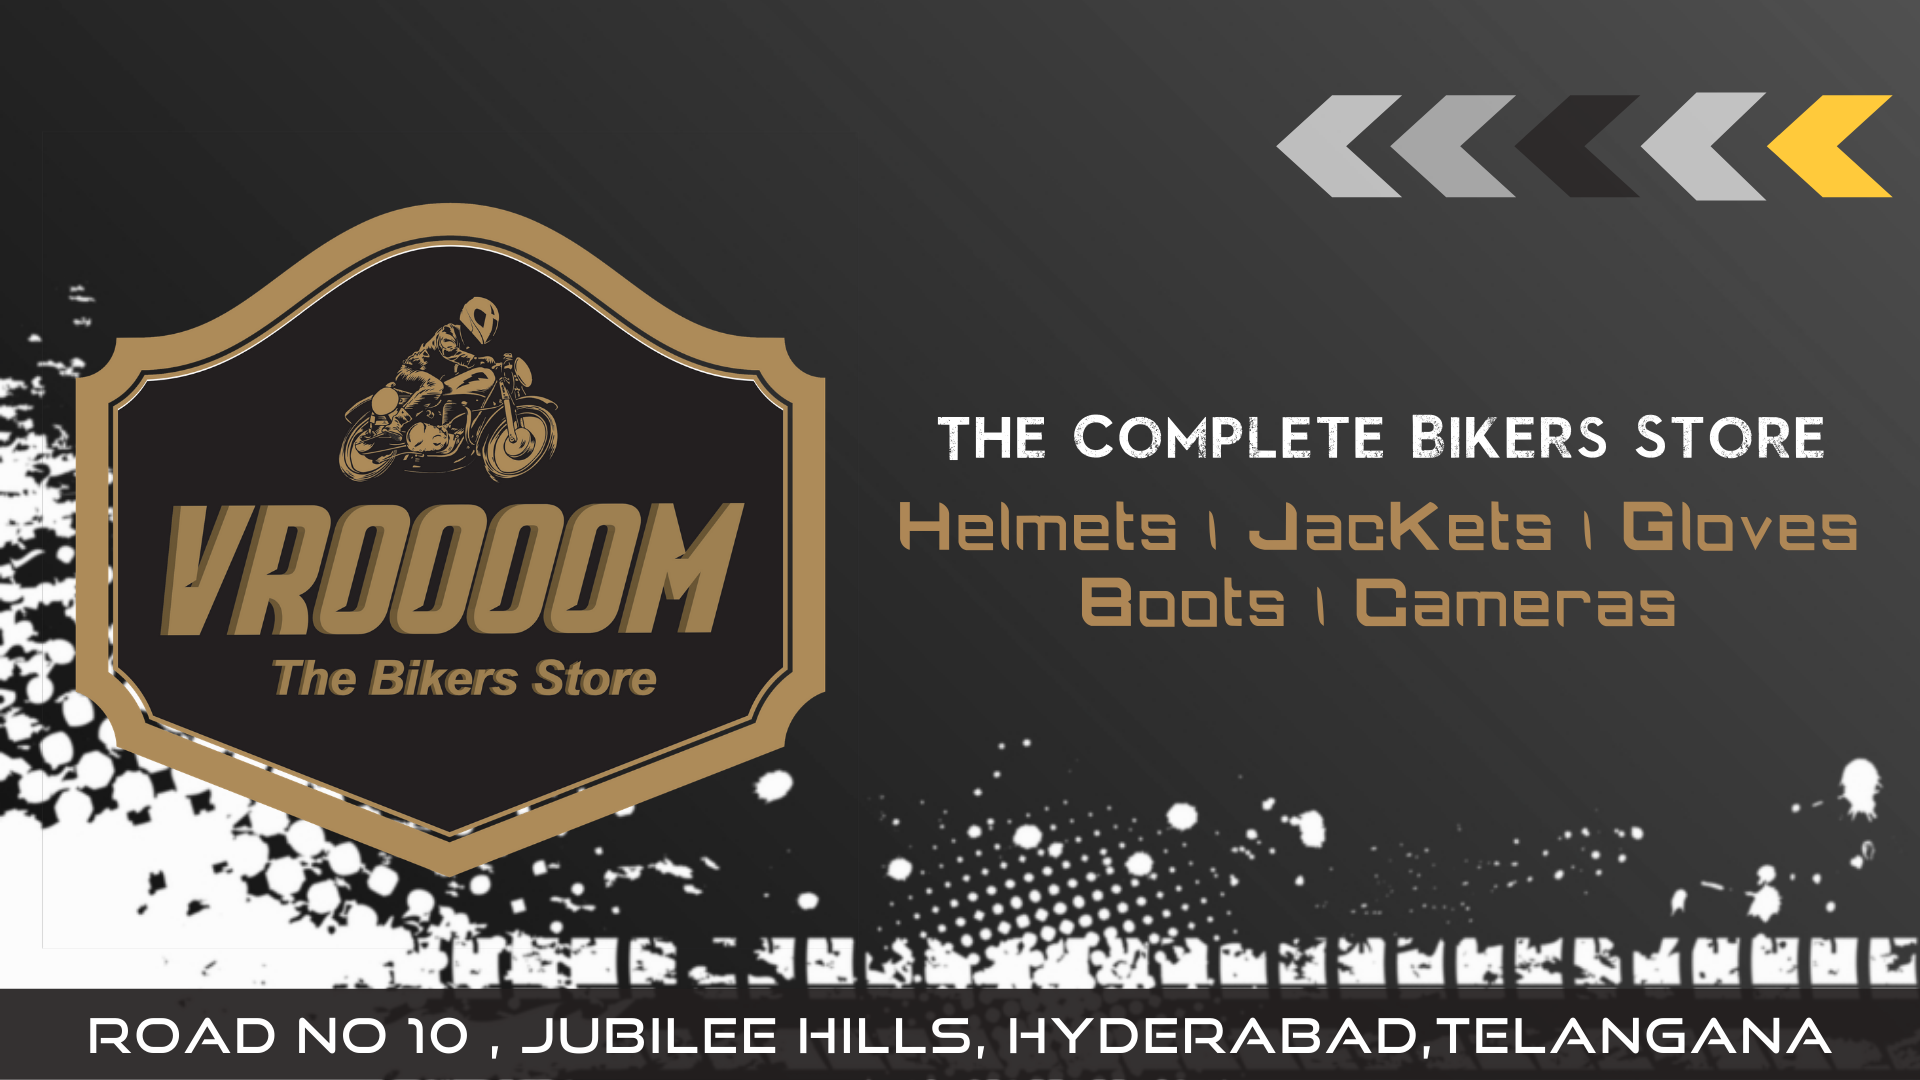 VROOOOM
The Bikers Store
THE COMPLETE BIKERS STORE
Helmets | JacKets | Gloves
Boots | Cameras
ROAD NO 10 , JUBILEE HILLS, HYDERABAD,TELANGANA